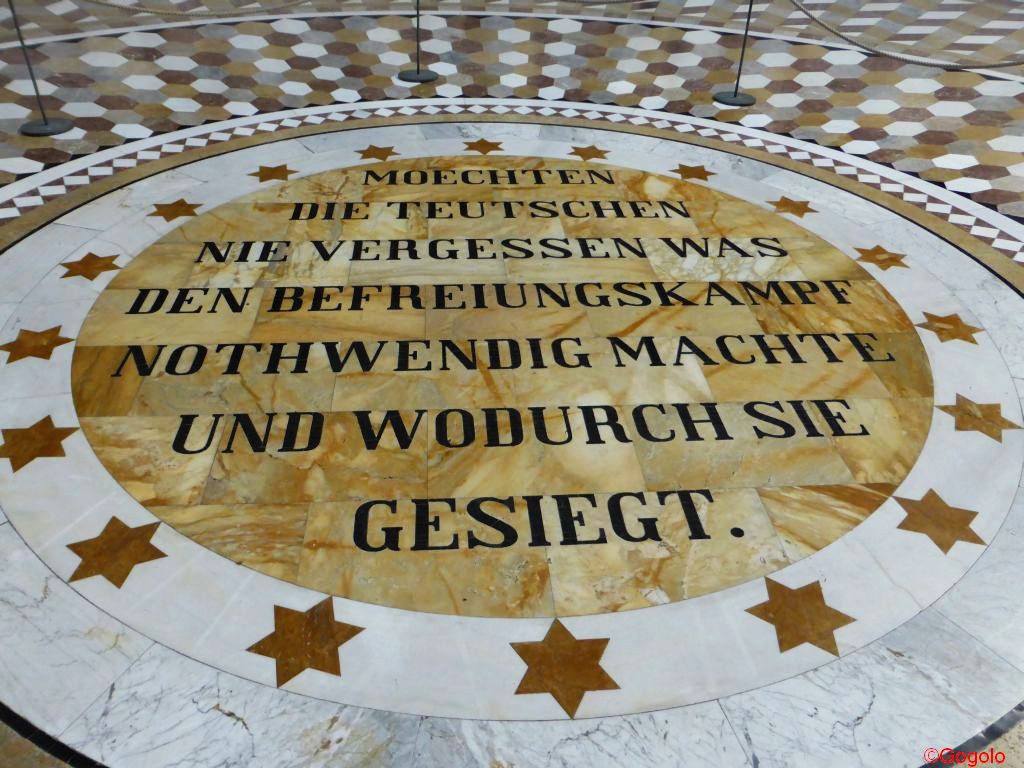 MOECHTEN
DIE TEUTSCHEN
NIE VERGESSEN WAS
DEN BEFREIUNGSKAMPF
NOTHWENDIG MACHTE
UND WODURCH SIE
GESIEGT.
©Gogolo